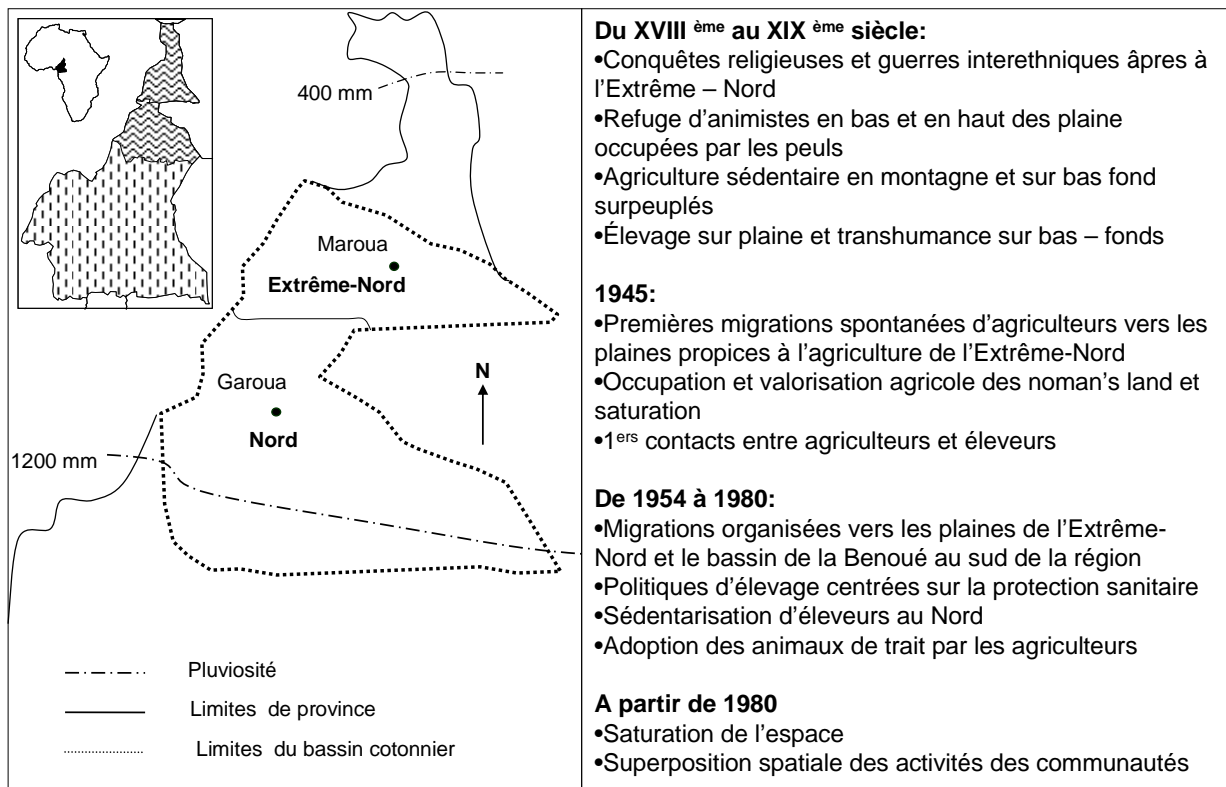 400 mm
Maroua
Extrême-Nord
Garoua
N
Nord
1200 mm
Pluviosité
Limites de province
Limites du bassin cotonnier
Du XVIII ème au XIX ème siècle:
•Conquêtes religieuses et guerres interethniques âpres à
l'Extrême – Nord
•Refuge d'animistes en bas et en haut des plaine
occupées par les peuls
•Agriculture sédentaire en montagne et sur bas fond
surpeuplés
•Élevage sur plaine et transhumance sur bas – fonds
1945:
•Premières migrations spontanées d'agriculteurs vers les
plaines propices à l'agriculture de l'Extrême-Nord
•Occupation et valorisation agricole des noman's land et
saturation
•1ers contacts entre agriculteurs et éleveurs
De 1954 à 1980:
•Migrations organisées vers les plaines de l'Extrême-
Nord et le bassin de la Benoué au sud de la région
•Politiques d'élevage centrées sur la protection sanitaire
•Sédentarisation d'éleveurs au Nord
•Adoption des animaux de trait par les agriculteurs
A partir de 1980
•Saturation de l'espace
•Superposition spatiale des activités des communautés